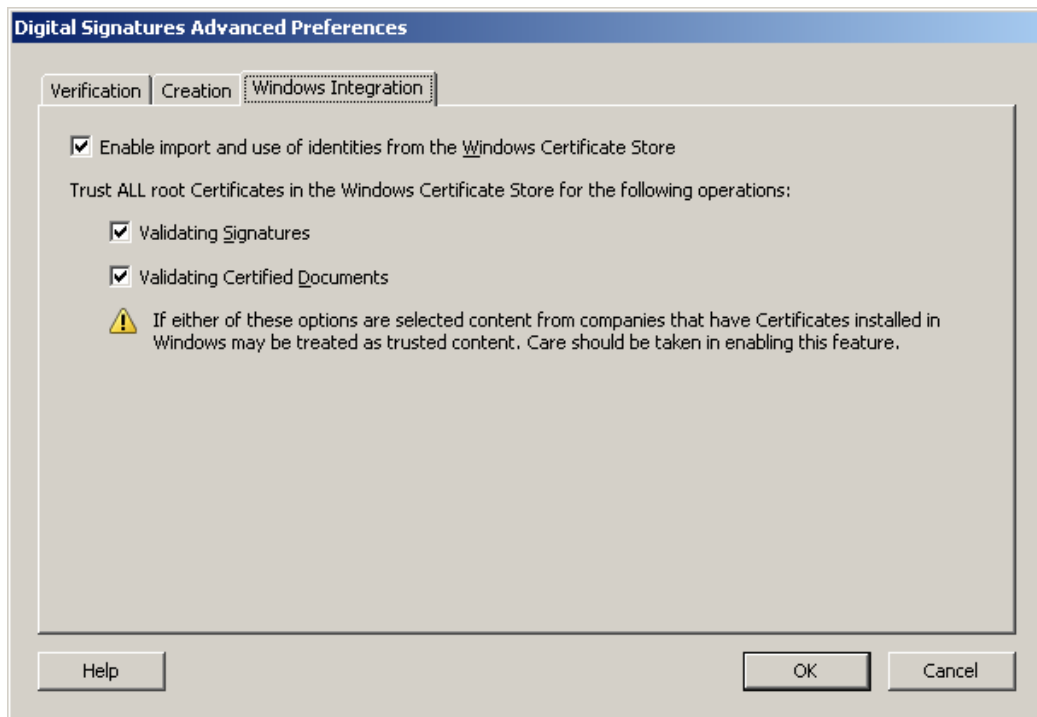 Digital Signatures Advanced Preferences
Verification
Creation
Windows Integration
Enable import and use of identities from the Windows Certificate Store
Trust ALL root Certificates in the Windows Certificate Store for the following operations:
Validating Signatures
Validating Certified Documents
If either of these options are selected content from companies that have Certificates installed in
Windows may be treated as trusted content. Care should be taken in enabling this feature.
Help
OK
Cancel